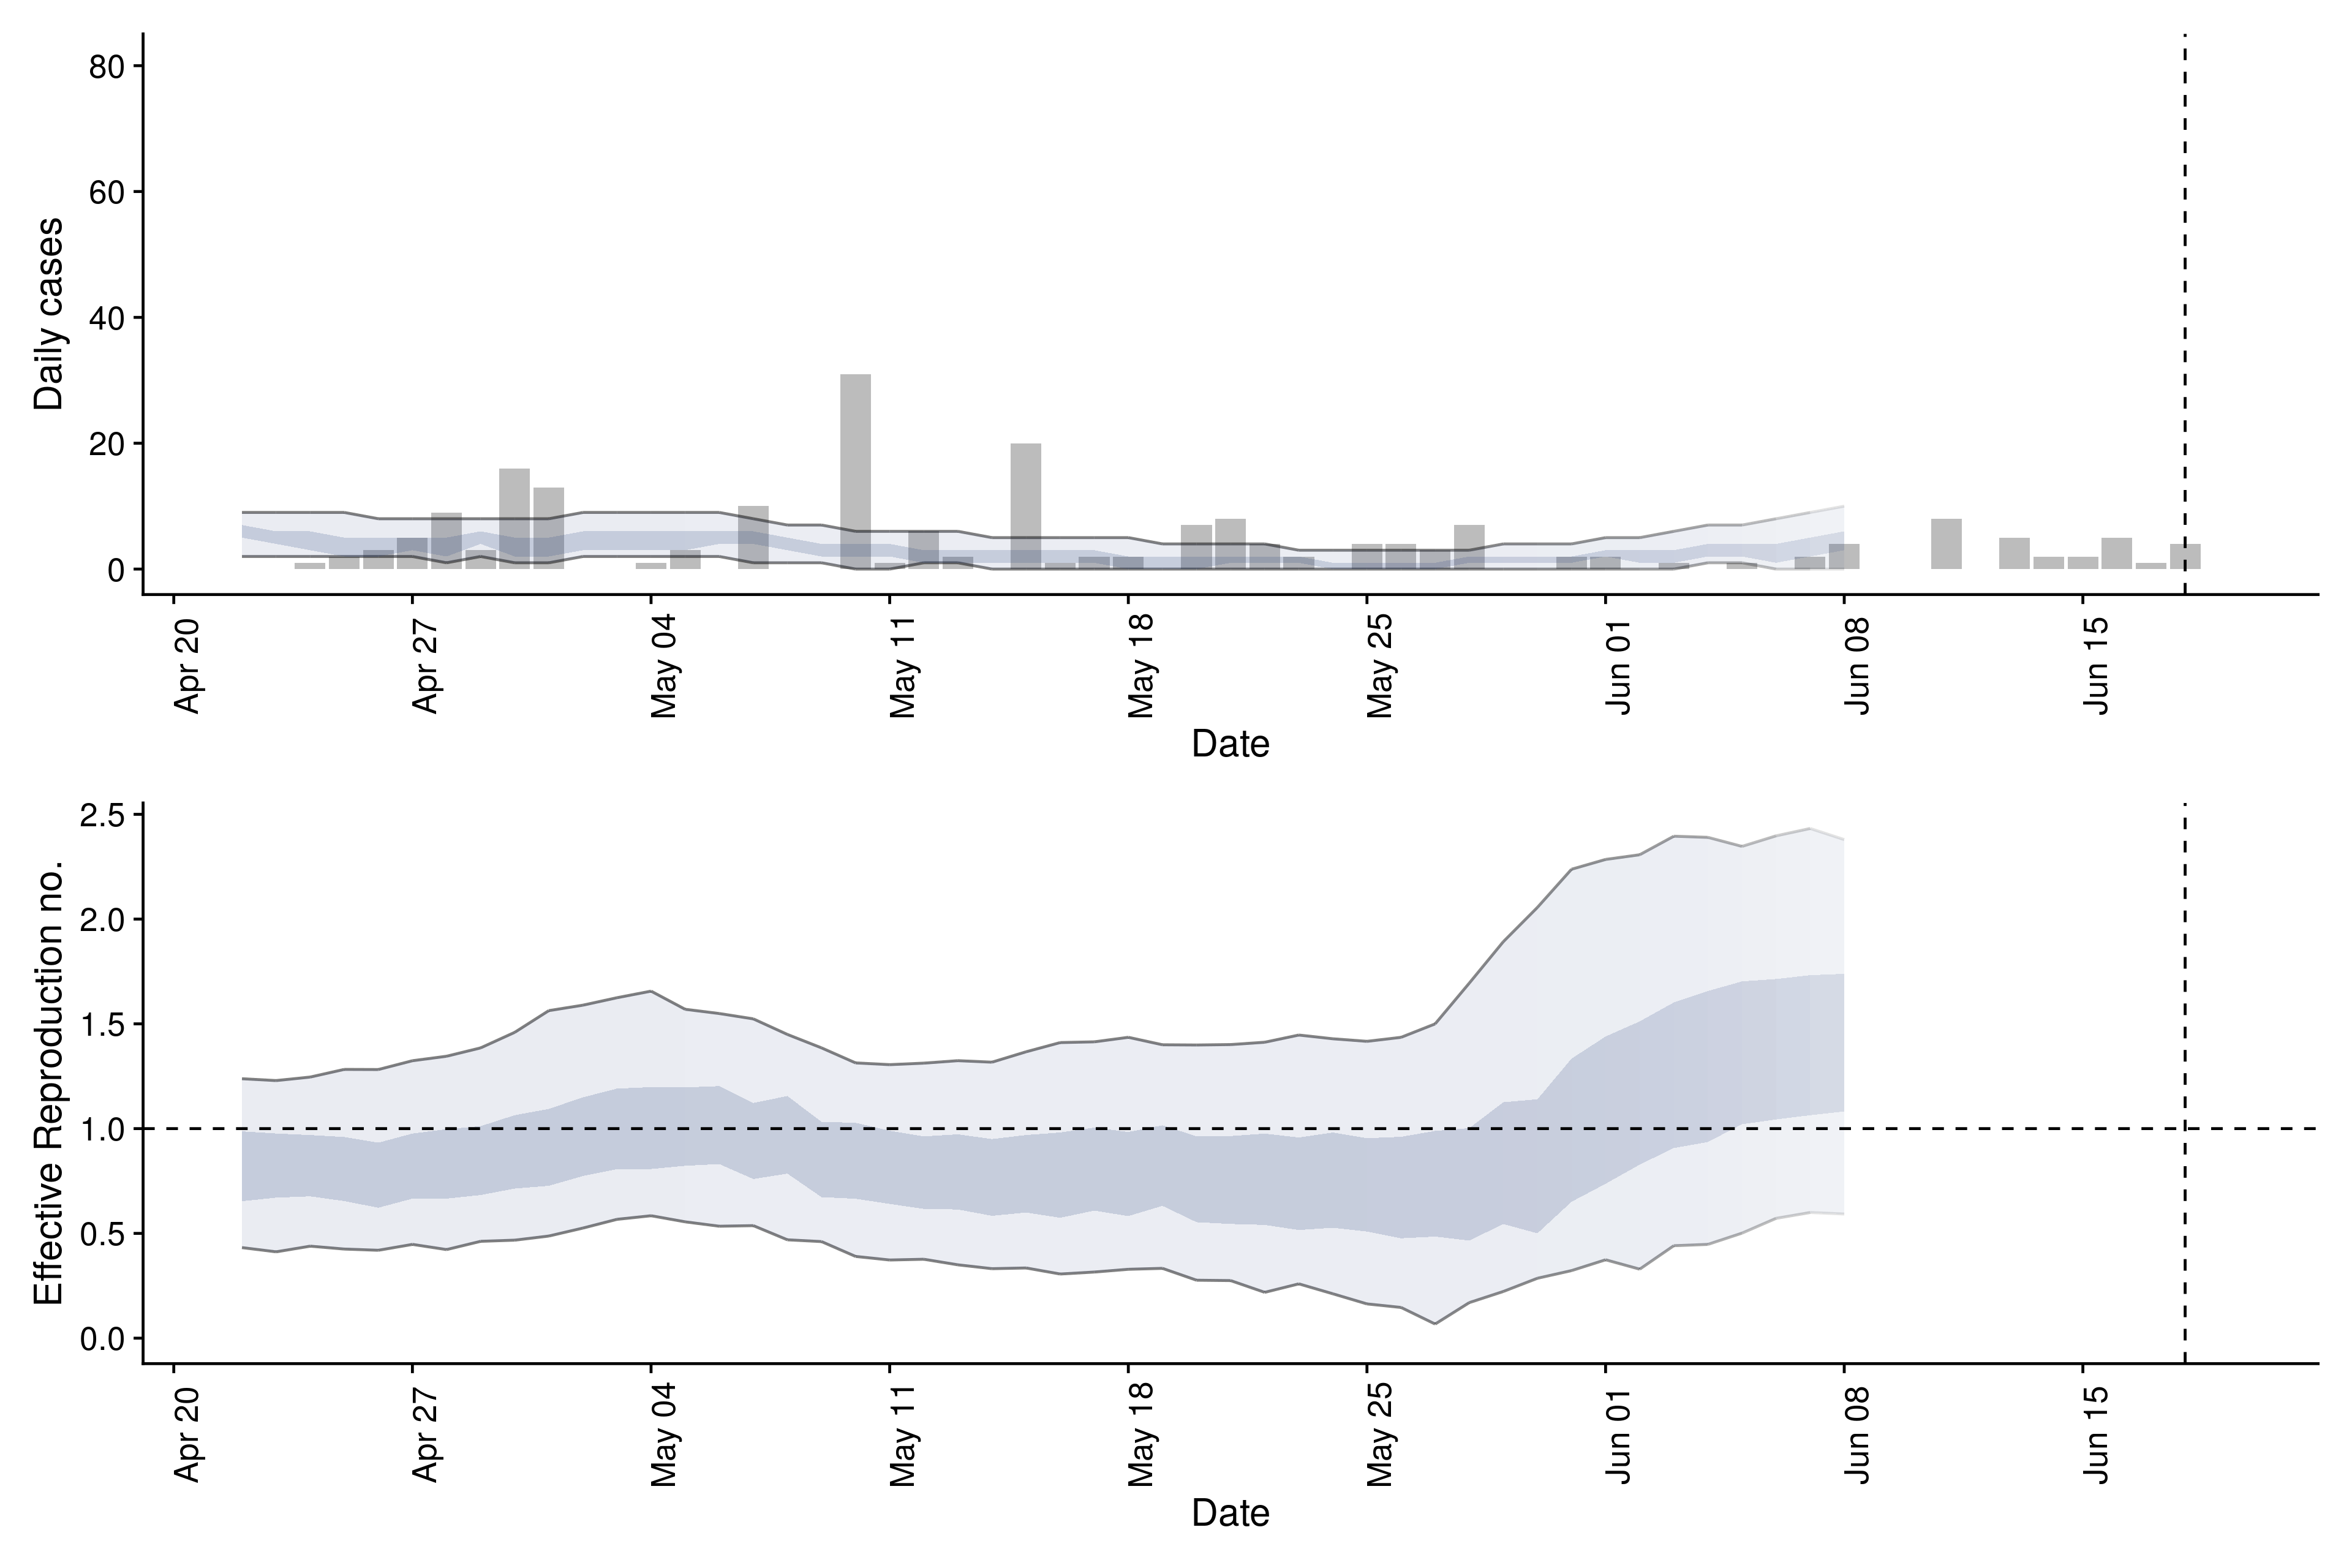 Daily cases
80
60
40
20
0
Apr 20
Apr 27
May 04
May 11
May 18
May 25
Jun 01
Jun 08
Jun 15
Date
Effective Reproduction no.
2.5
2.0
1.5
1.0
0.5
0.0
Apr 20
Apr 27
May 04
May 11
May 18
May 25
Jun 01
Jun 08
Jun 15
Date